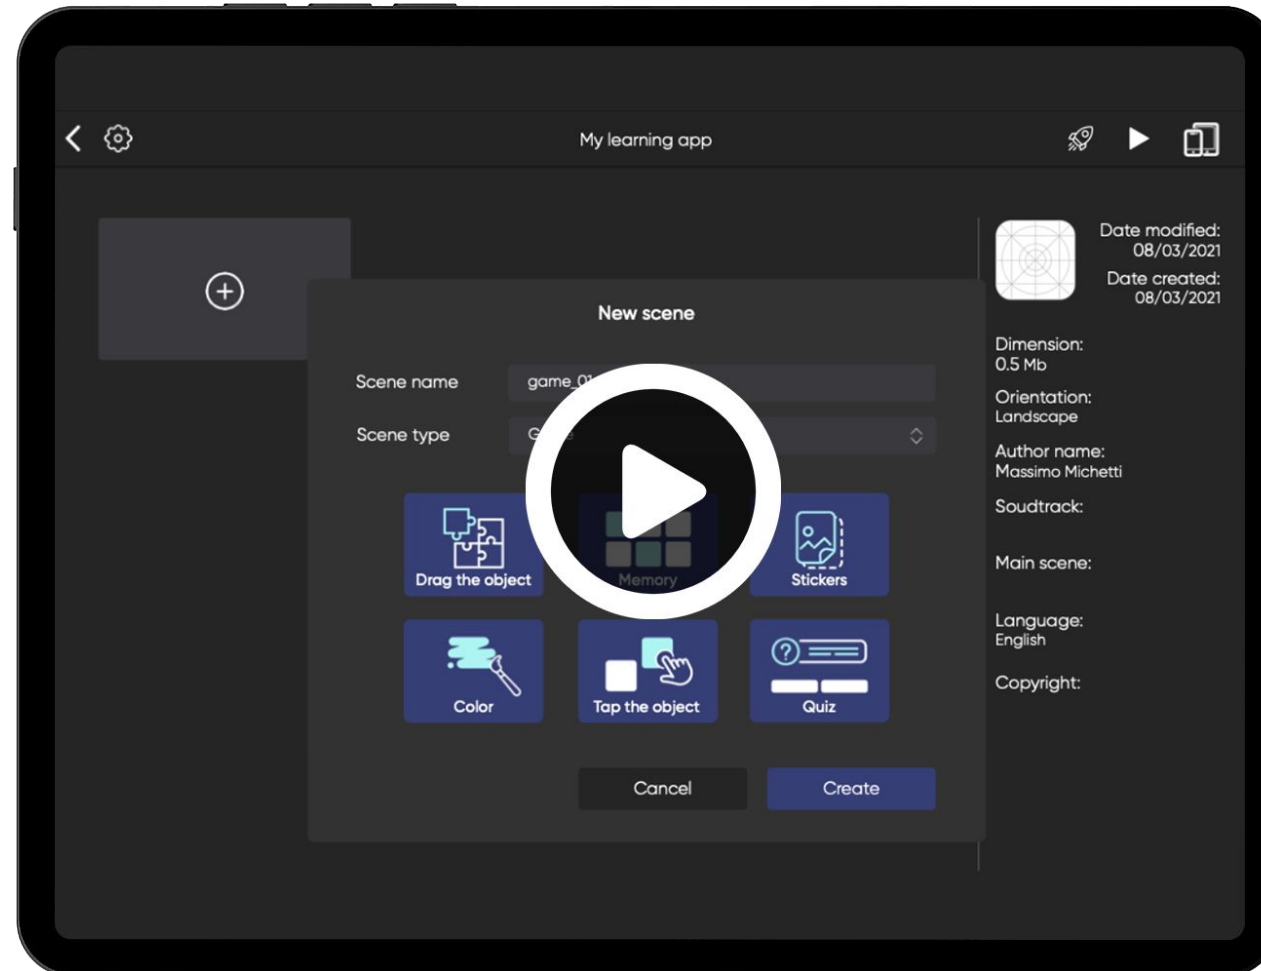 My learning app
Date modified:
08/03/2021
Date created:
08/03/2021
New scene
Scene name
game_01
Scene type
Dimension:
0.5 Mb
Orientation:
Landscape
Author name:
Massimo Michetti
Soudtrack:
Main scene:
Language:
English
Copyright:
Drag the object
Memory
Stickers
Color
Tap the object
Quiz
Cancel
Create